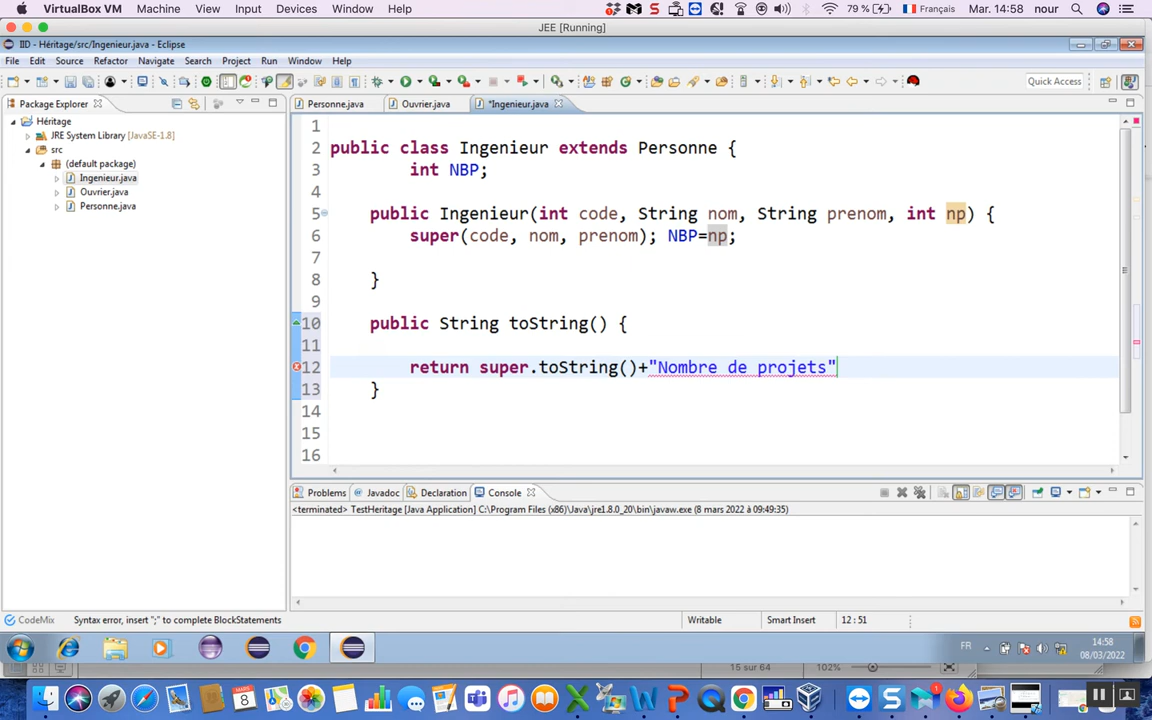 VirtualBox VM Machine View Input Devices Window Help 79 % Français Mar. 14:58 nour
JEE [Running]
IID - Héritage/src/Ingenieur.java - Eclipse
File Edit Source Refactor Navigate Search Project Run Window Help
Quick Access
Package Explorer
Personne.java Ouvrier.java *Ingenieur.java
Héritage
JRE System Library [JavaSE-1.8]
src
(default package)
Ingenieur.java
Ouvrier.java
Personne.java
1
2 public class Ingenieur extends Personne {
3 int NBP;
4
5 public Ingenieur(int code, String nom, String prenom, int np) {
6 super(code, nom, prenom); NBP=np;
7
8 }
9
10 public String toString() {
11
12 return super.toString()+"Nombre de projets"
13 }
14
15
16
Problems Javadoc Declaration Console
<terminated> TestHeritage [Java Application] C:\Program Files (x86)\Java\jre1.8.0_20\bin\javaw.exe (8 mars 2022 à 09:49:35)
CodeMix Syntax error, insert ";" to complete BlockStatements Writable Smart Insert 12 : 51
FR 14:58
08/03/2022
15 sur 64 102%
MARS
8
1